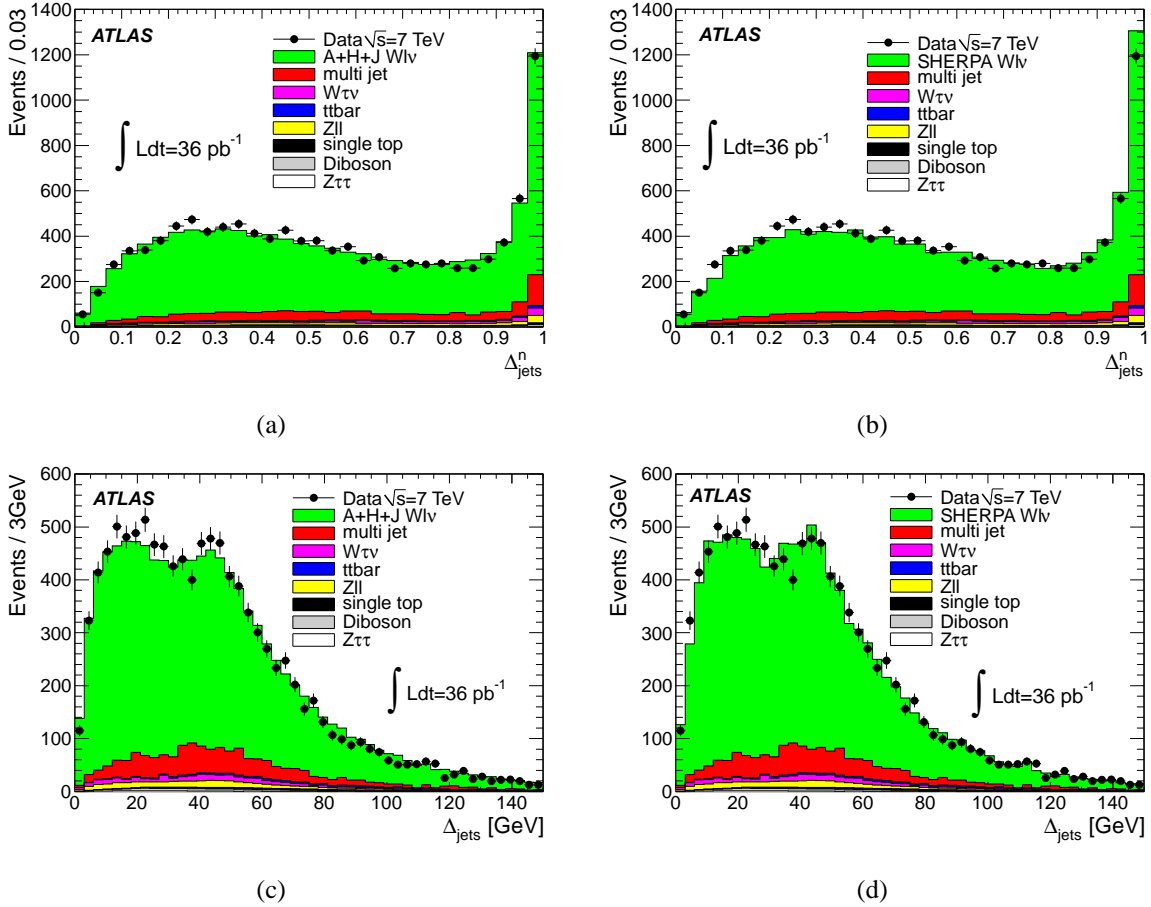 Events / 0.03
1400
1200
1000
800
600
400
200
0
ATLAS
Data√s=7 TeV
A+H+J Wlν
multi jet
Wτν
ttbar
Zll
single top
Diboson
Zττ
∫ Ldt=36 pb⁻¹
0 0.1 0.2 0.3 0.4 0.5 0.6 0.7 0.8 0.9 1
Δⁿjets
(a)
Events / 0.03
1400
1200
1000
800
600
400
200
0
ATLAS
Data√s=7 TeV
SHERPA Wlν
multi jet
Wτν
ttbar
Zll
single top
Diboson
Zττ
∫ Ldt=36 pb⁻¹
0 0.1 0.2 0.3 0.4 0.5 0.6 0.7 0.8 0.9 1
Δⁿjets
(b)
Events / 3GeV
600
500
400
300
200
100
0
ATLAS
Data√s=7 TeV
A+H+J Wlν
multi jet
Wτν
ttbar
Zll
single top
Diboson
Zττ
∫ Ldt=36 pb⁻¹
0 20 40 60 80 100 120 140
Δjets [GeV]
(c)
Events / 3GeV
600
500
400
300
200
100
0
ATLAS
Data√s=7 TeV
SHERPA Wlν
multi jet
Wτν
ttbar
Zll
single top
Diboson
Zττ
∫ Ldt=36 pb⁻¹
0 20 40 60 80 100 120 140
Δjets [GeV]
(d)